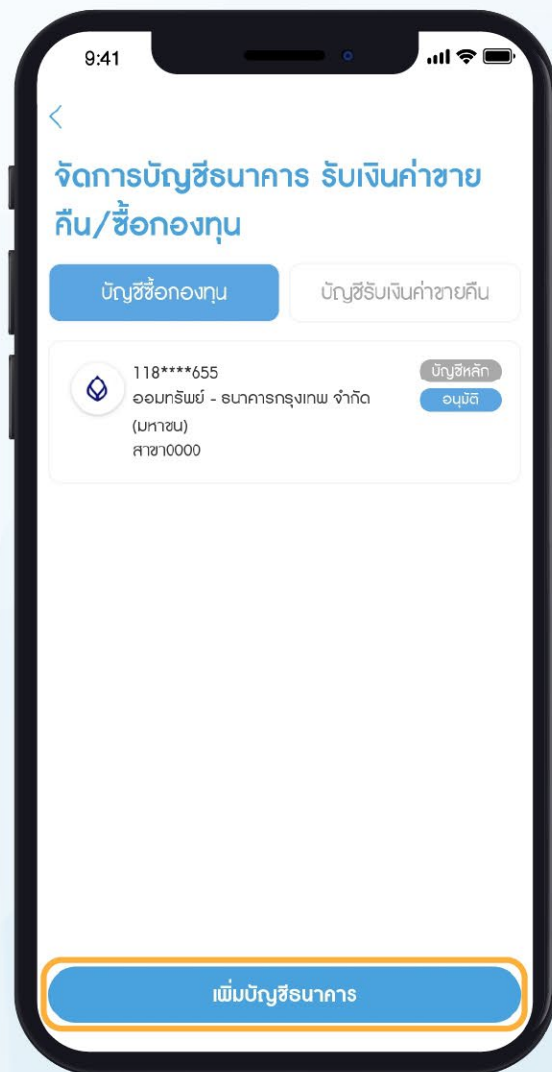 9:41
จัดการบัญชีธนาคาร รับเงินค่าขาย
คืน/ซื้อกองทุน
บัญชีซื้อกองทุน
บัญชีรับเงินค่าขายคืน
118****655
บัญชีหลัก
ออมทรัพย์ - ธนาคารกรุงเทพ จำกัด
อนุมัติ
(มหาชน)
สาขา0000
เพิ่มบัญชีธนาคาร